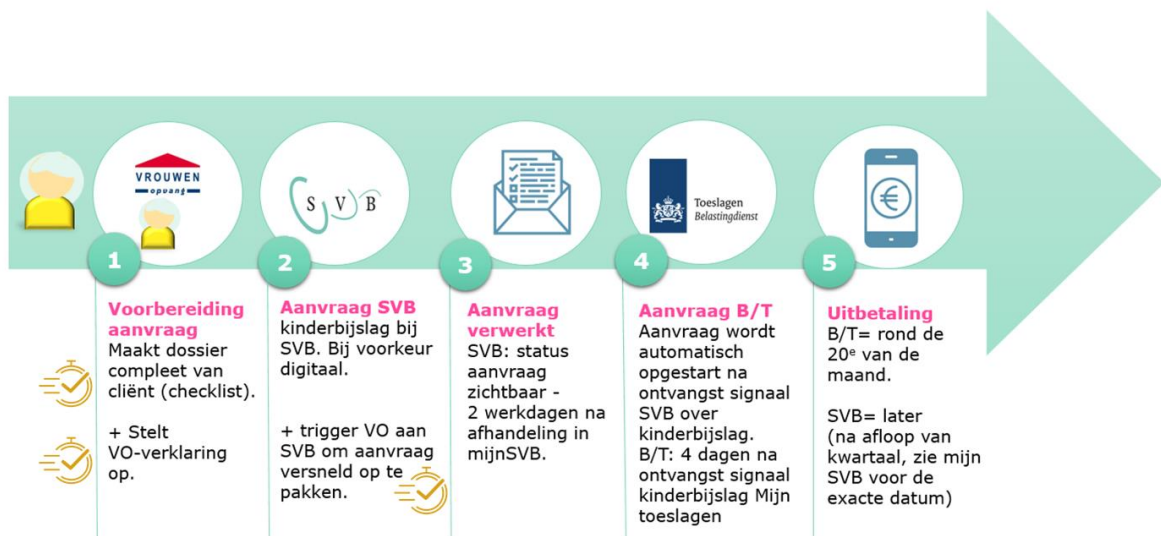 VROUWEN
opvang
S V B
Toeslagen
Belastingdienst
1
2
3
4
5
Voorbereiding
aanvraag
Maakt dossier
compleet van
cliënt (checklist).
+ Stelt
VO-verklaring
op.
Aanvraag SVB
kinderbijslag bij
SVB. Bij voorkeur
digitaal.
+ trigger VO aan
SVB om aanvraag
versneld op te
pakken.
Aanvraag
verwerkt
SVB: status
aanvraag
zichtbaar -
2 werkdagen na
afhandeling in
mijnSVB.
Aanvraag B/T
Aanvraag wordt
automatisch
opgestart na
ontvangst signaal
SVB over
kinderbijslag.
B/T: 4 dagen na
ontvangst signaal
kinderbijslag Mijn
toeslagen
Uitbetaling
B/T= rond de
20e van de
maand.
SVB= later
(na afloop van
kwartaal, zie mijn
SVB voor de
exacte datum)